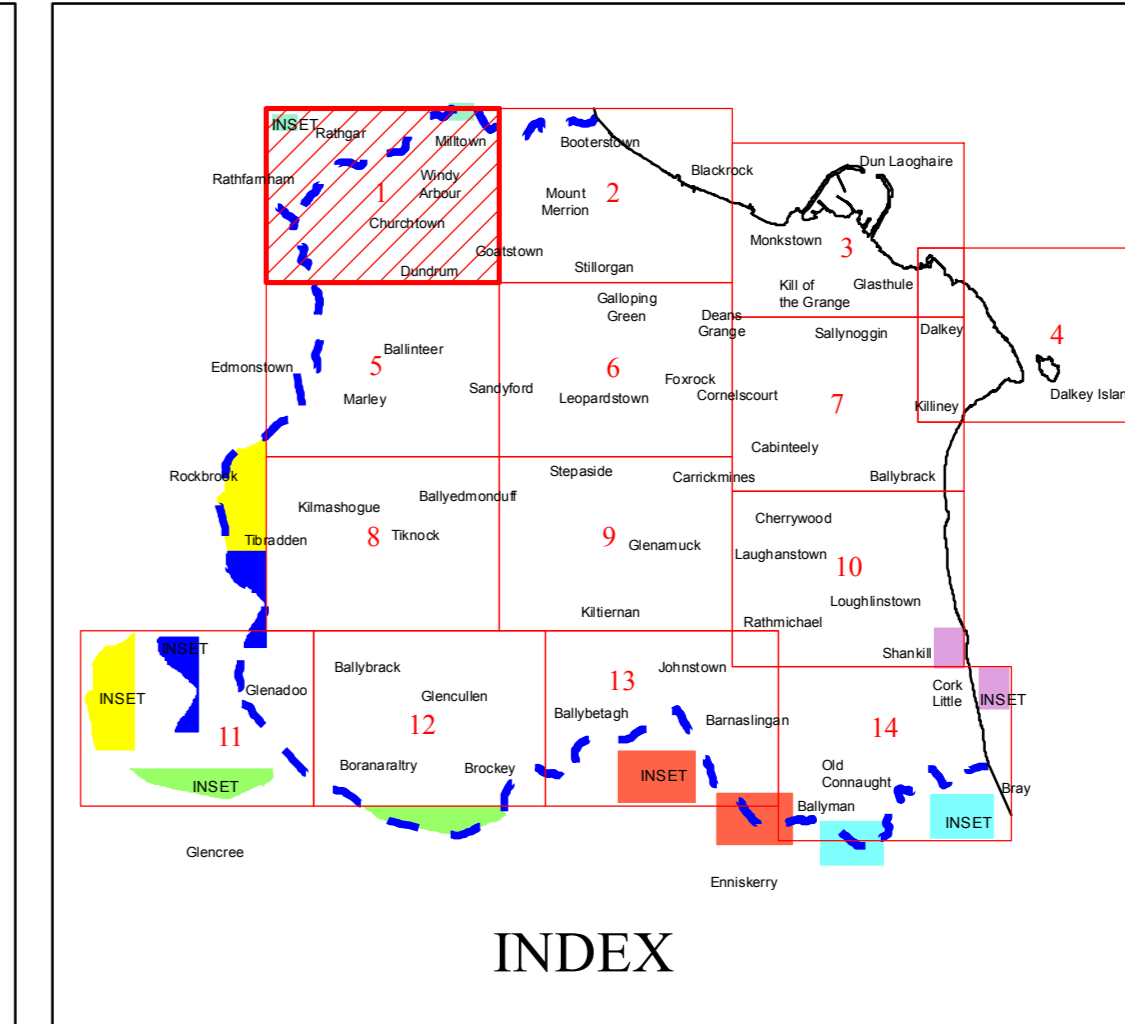 INSET
Rathgar
Milltown
Booterstown
Blackrock
Dun Laoghaire
Rathfarnham
Windy
Arbour
1
Mount
Merrion
2
Churchtown
Monkstown
3
Goatstown
Dundrum
Stillorgan
Kill of
the Grange
Glasthule
Galloping
Green
Deans
Grange
Sallynoggin
Dalkey
4
Ballinteer
5
Edmonstown
6
Sandyford
Foxrock
Marley
Leopardstown
Cornelscourt
7
Killiney
Dalkey Islan
Cabinteely
Rockbrook
Stepaside
Carrickmines
Ballybrack
Ballyedmonduff
Kilmashogue
Cherrywood
Tibradden
8
Tiknock
9
Glenamuck
Laughanstown
10
Loughlinstown
Kiltiernan
Rathmichael
INSET
Shankill
Ballybrack
Johnstown
Glenadoo
INSET
Glencullen
13
Cork
Little
INSET
Ballybetagh
Barnaslingan
11
12
14
Boranaraltry
Brockey
INSET
INSET
Old
Connaught
Bray
Ballyman
INSET
Glencree
Enniskerry
INDEX